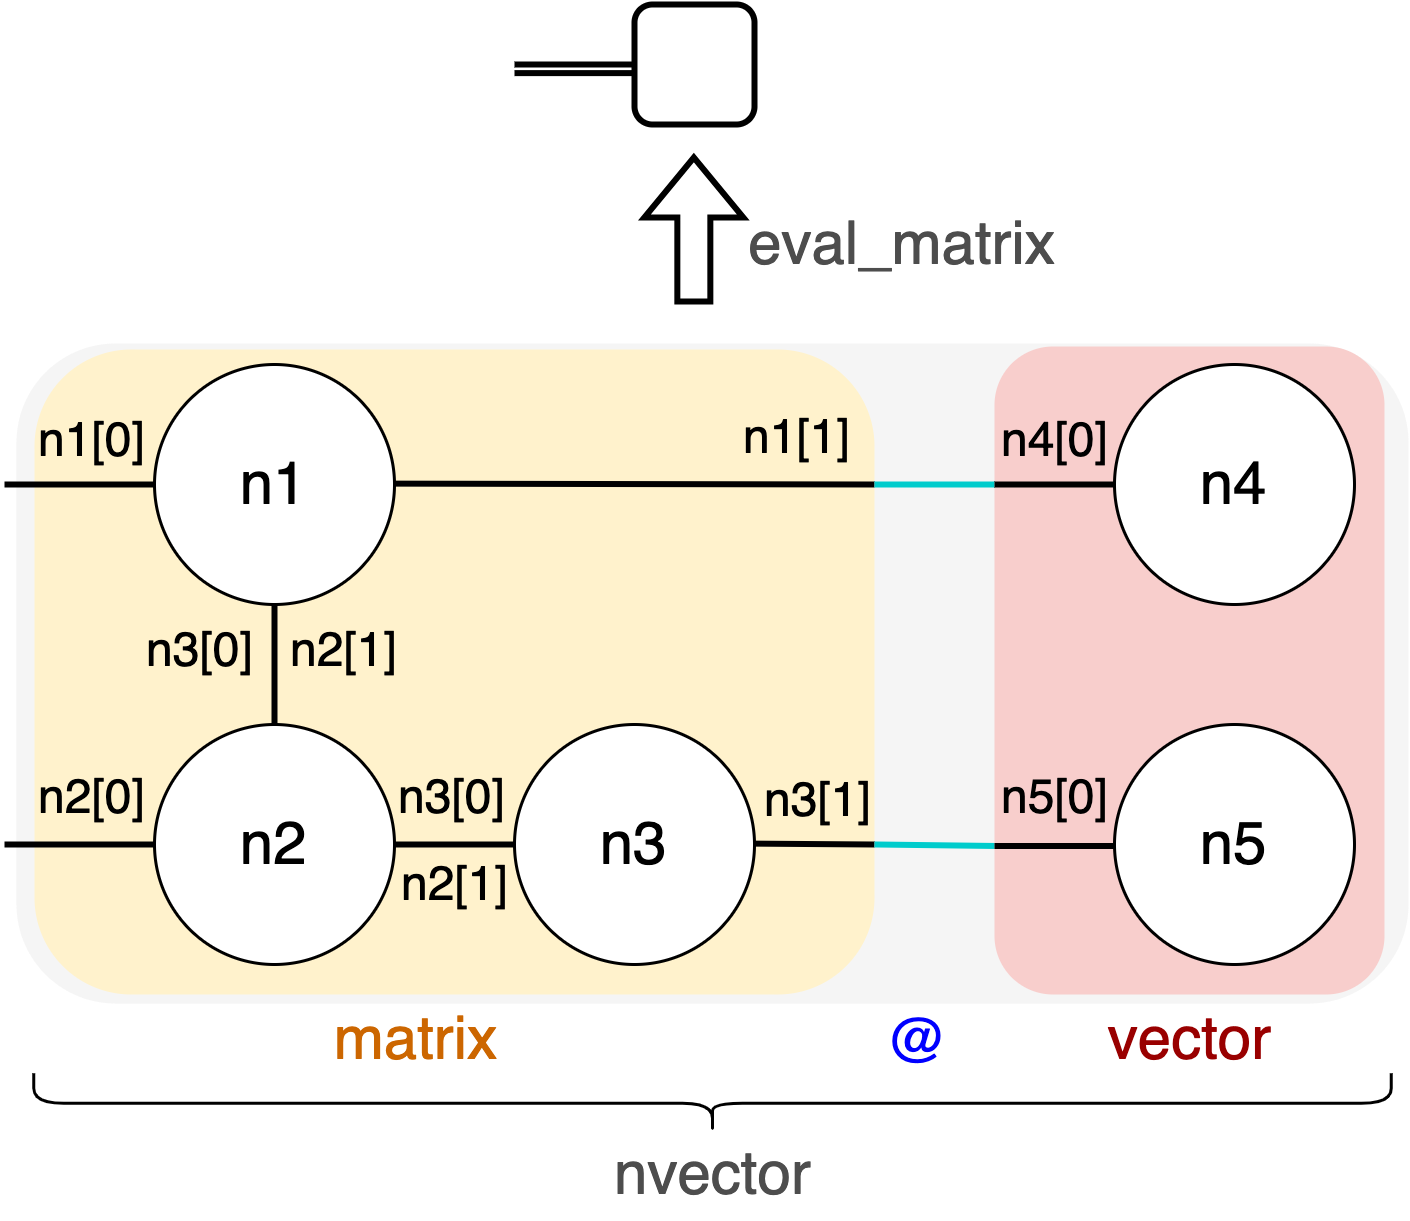 eval_matrix
n1[0]
n1
n1[1]
n4[0]
n4
n3[0]
n2[1]
n2[0]
n2
n3[0]
n2[1]
n3
n3[1]
n5[0]
n5
matrix
@
vector
nvector